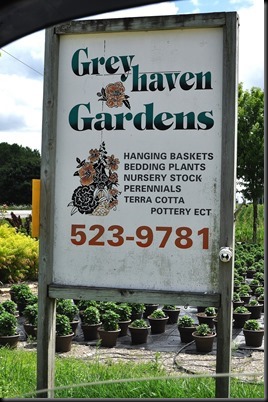 Grey haven
Gardens
HANGING BASKETS
BEDDING PLANTS
NURSERY STOCK
PERENNIALS
TERRA COTTA
POTTERY ECT
523-9781